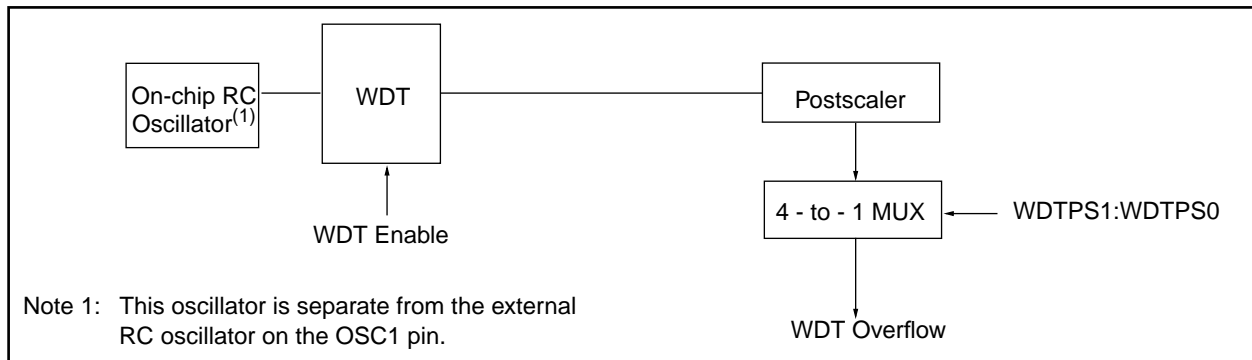 On-chip RC
Oscillator(1)
WDT
Postscaler
4 - to - 1 MUX
WDTPS1:WDTPS0
WDT Enable
WDT Overflow
Note 1: This oscillator is separate from the external
RC oscillator on the OSC1 pin.